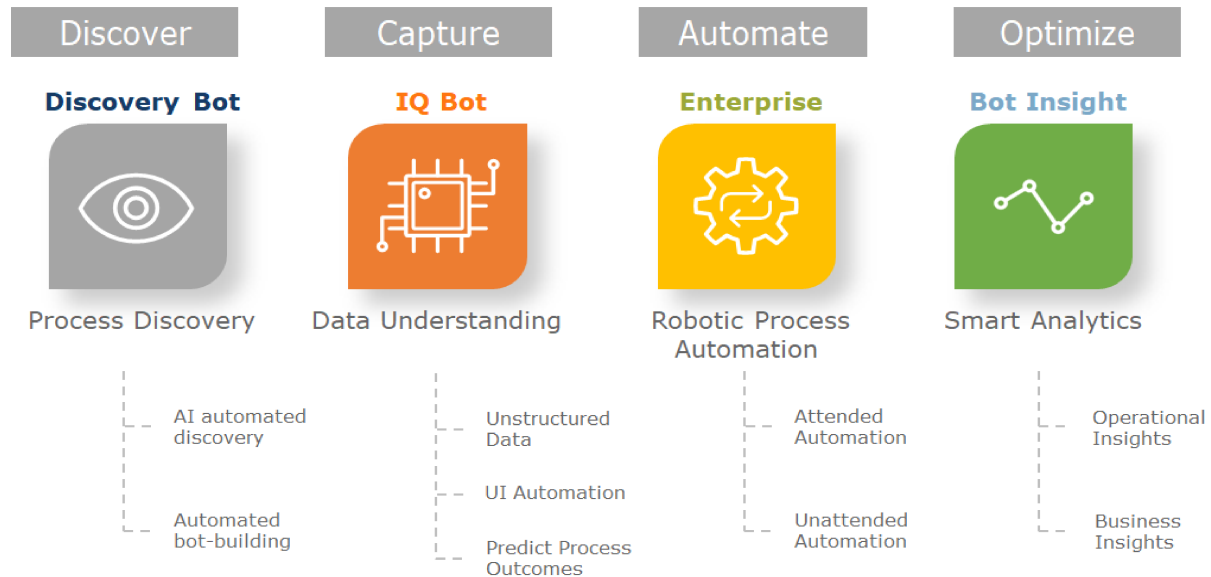 Discover
Capture
Automate
Optimize
Discovery Bot
IQ Bot
Enterprise
Bot Insight
Process Discovery
Data Understanding
Robotic Process
Automation
Smart Analytics
AI automated
discovery
Automated
bot-building
Unstructured
Data
UI Automation
Predict Process
Outcomes
Attended
Automation
Unattended
Automation
Operational
Insights
Business
Insights